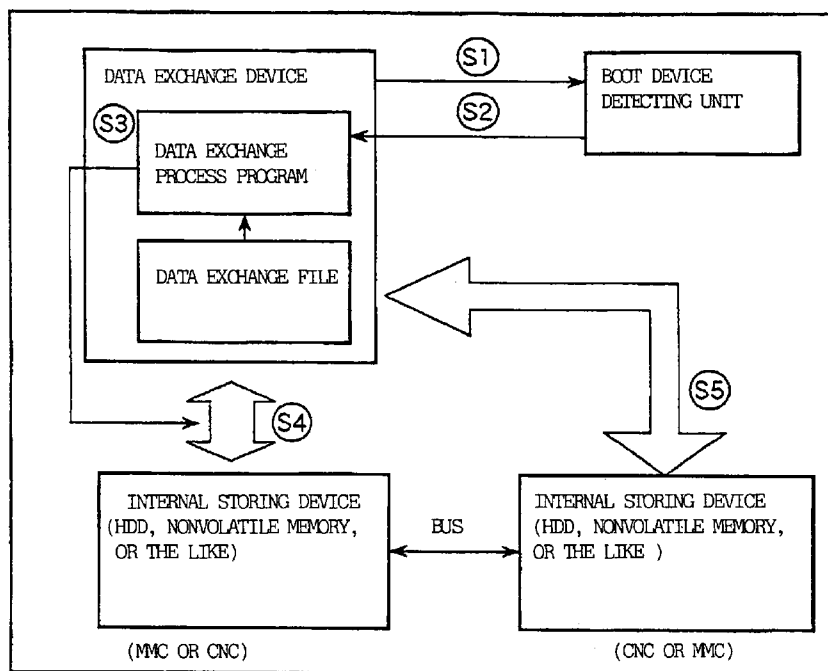 DATA EXCHANGE DEVICE
S1
BOOT DEVICE
DETECTING UNIT
S2
S3
DATA EXCHANGE
PROCESS PROGRAM
DATA EXCHANGE FILE
S4
S5
INTERNAL STORING DEVICE
(HDD, NONVOLATILE MEMORY,
OR THE LIKE)
BUS
INTERNAL STORING DEVICE
(HDD, NONVOLATILE MEMORY,
OR THE LIKE )
(MMC OR CNC)
(CNC OR MMC)